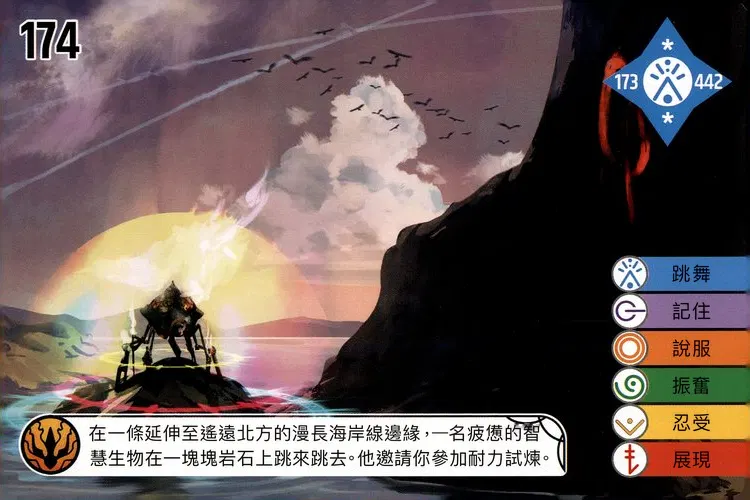 174
*
173 442
*
跳舞
記住
說服
振奮
忍受
展現
在一條延伸至遙遠北方的漫長海岸線邊緣，一名疲憊的智
慧生物在一塊塊岩石上跳來跳去。他邀請你參加耐力試煉。